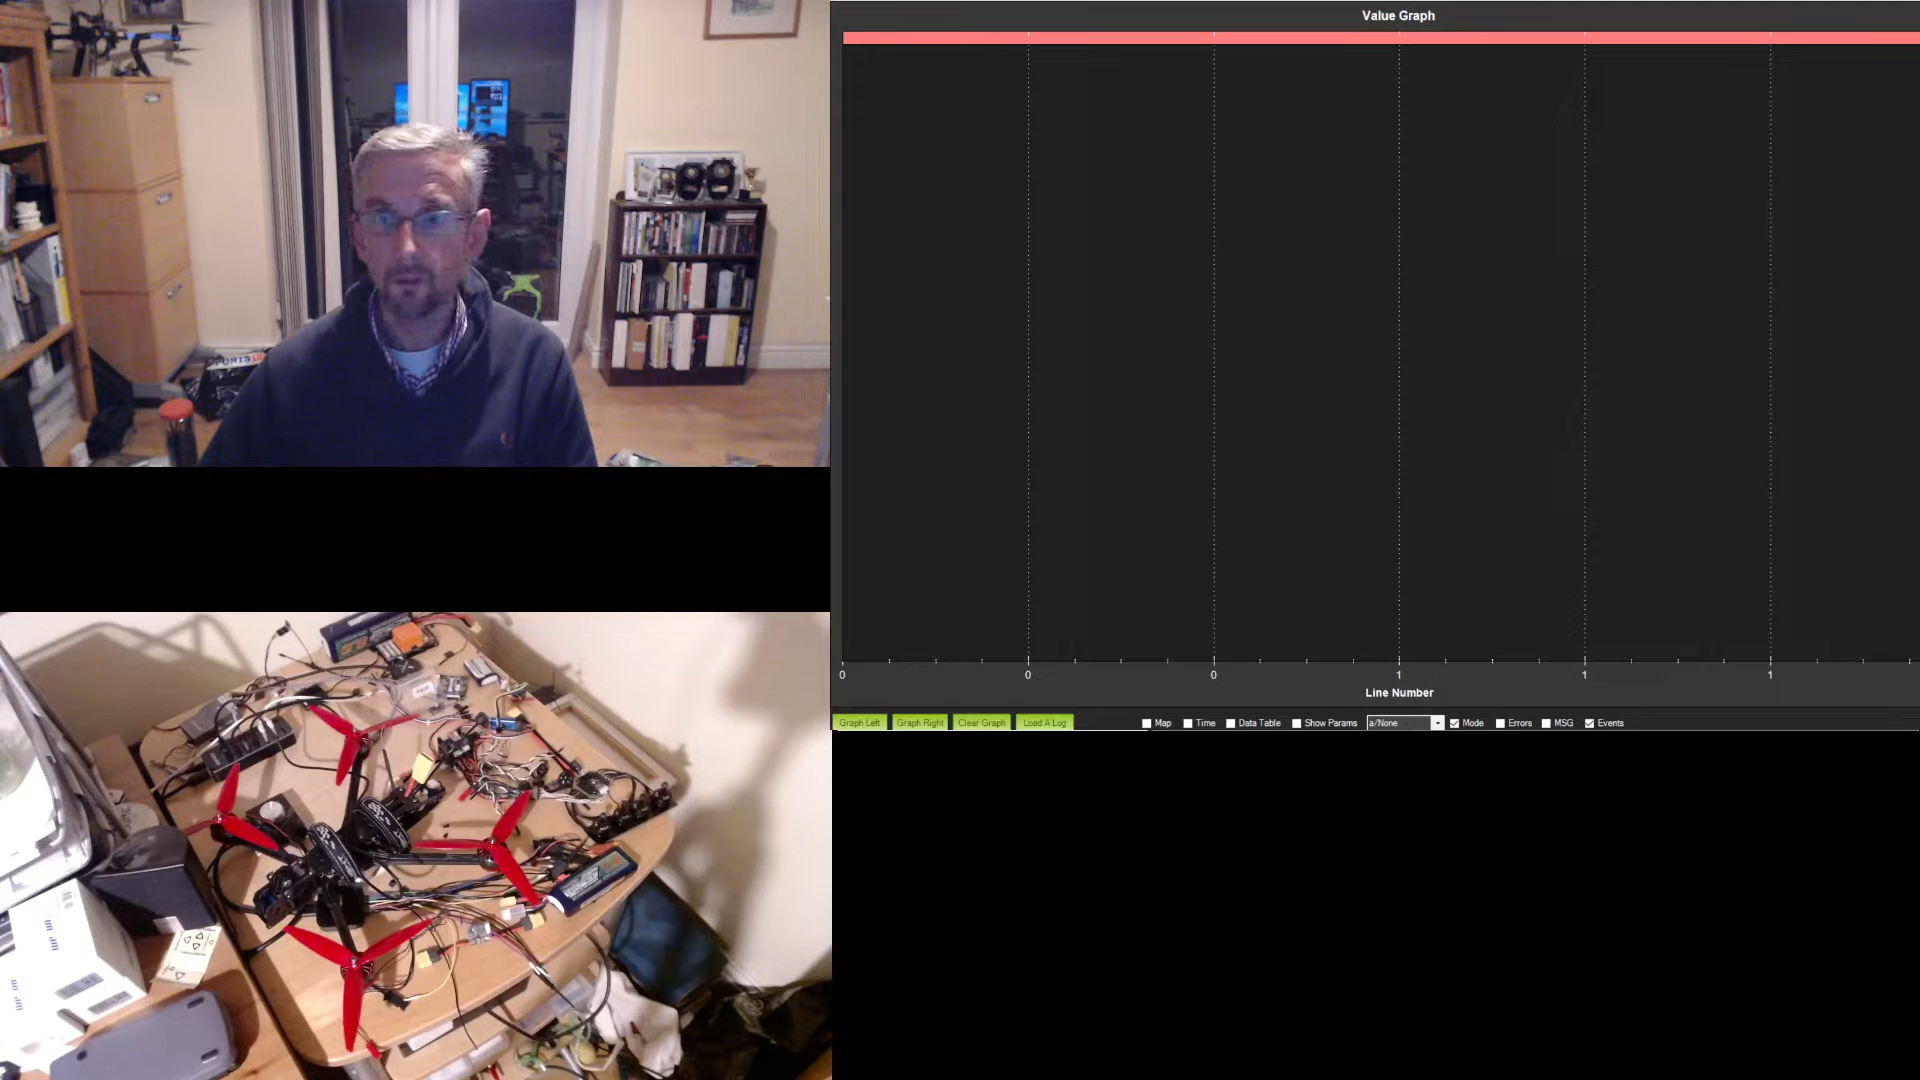 Value Graph
0 0 0 1 1 1
Line Number
Graph Left Graph Right Clear Graph Load A Log Map Time Data Table Show Params a/None Mode Errors MSG Events